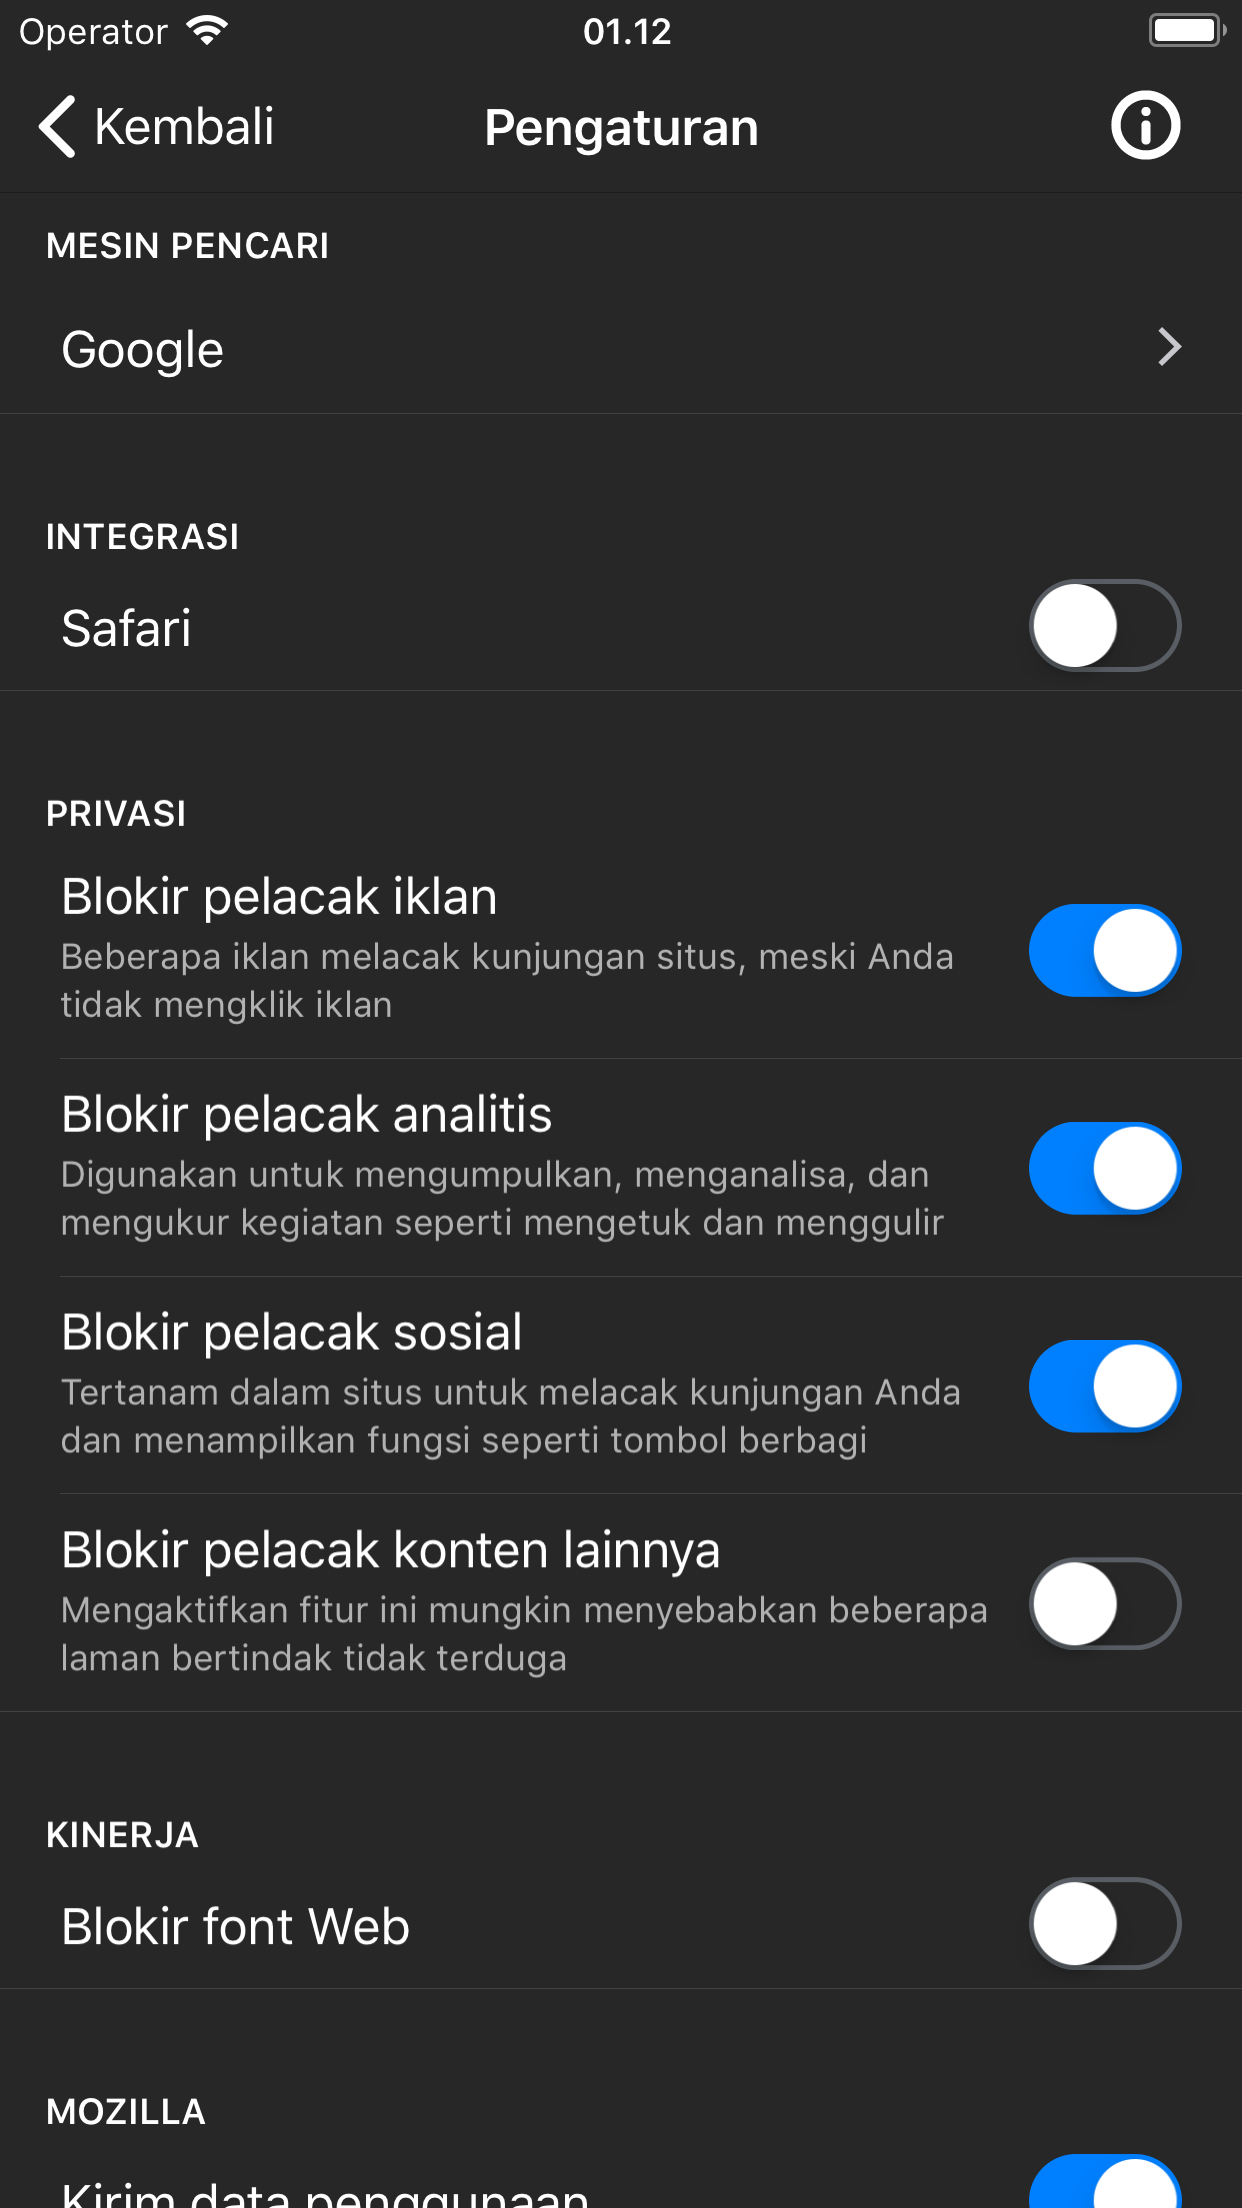 Operator
01.12
Kembali
Pengaturan
MESIN PENCARI
Google
INTEGRASI
Safari
PRIVASI
Blokir pelacak iklan
Beberapa iklan melacak kunjungan situs, meski Anda
tidak mengklik iklan
Blokir pelacak analitis
Digunakan untuk mengumpulkan, menganalisa, dan
mengukur kegiatan seperti mengetuk dan menggulir
Blokir pelacak sosial
Tertanam dalam situs untuk melacak kunjungan Anda
dan menampilkan fungsi seperti tombol berbagi
Blokir pelacak konten lainnya
Mengaktifkan fitur ini mungkin menyebabkan beberapa
laman bertindak tidak terduga
KINERJA
Blokir font Web
MOZILLA
Kirim data penggunaan